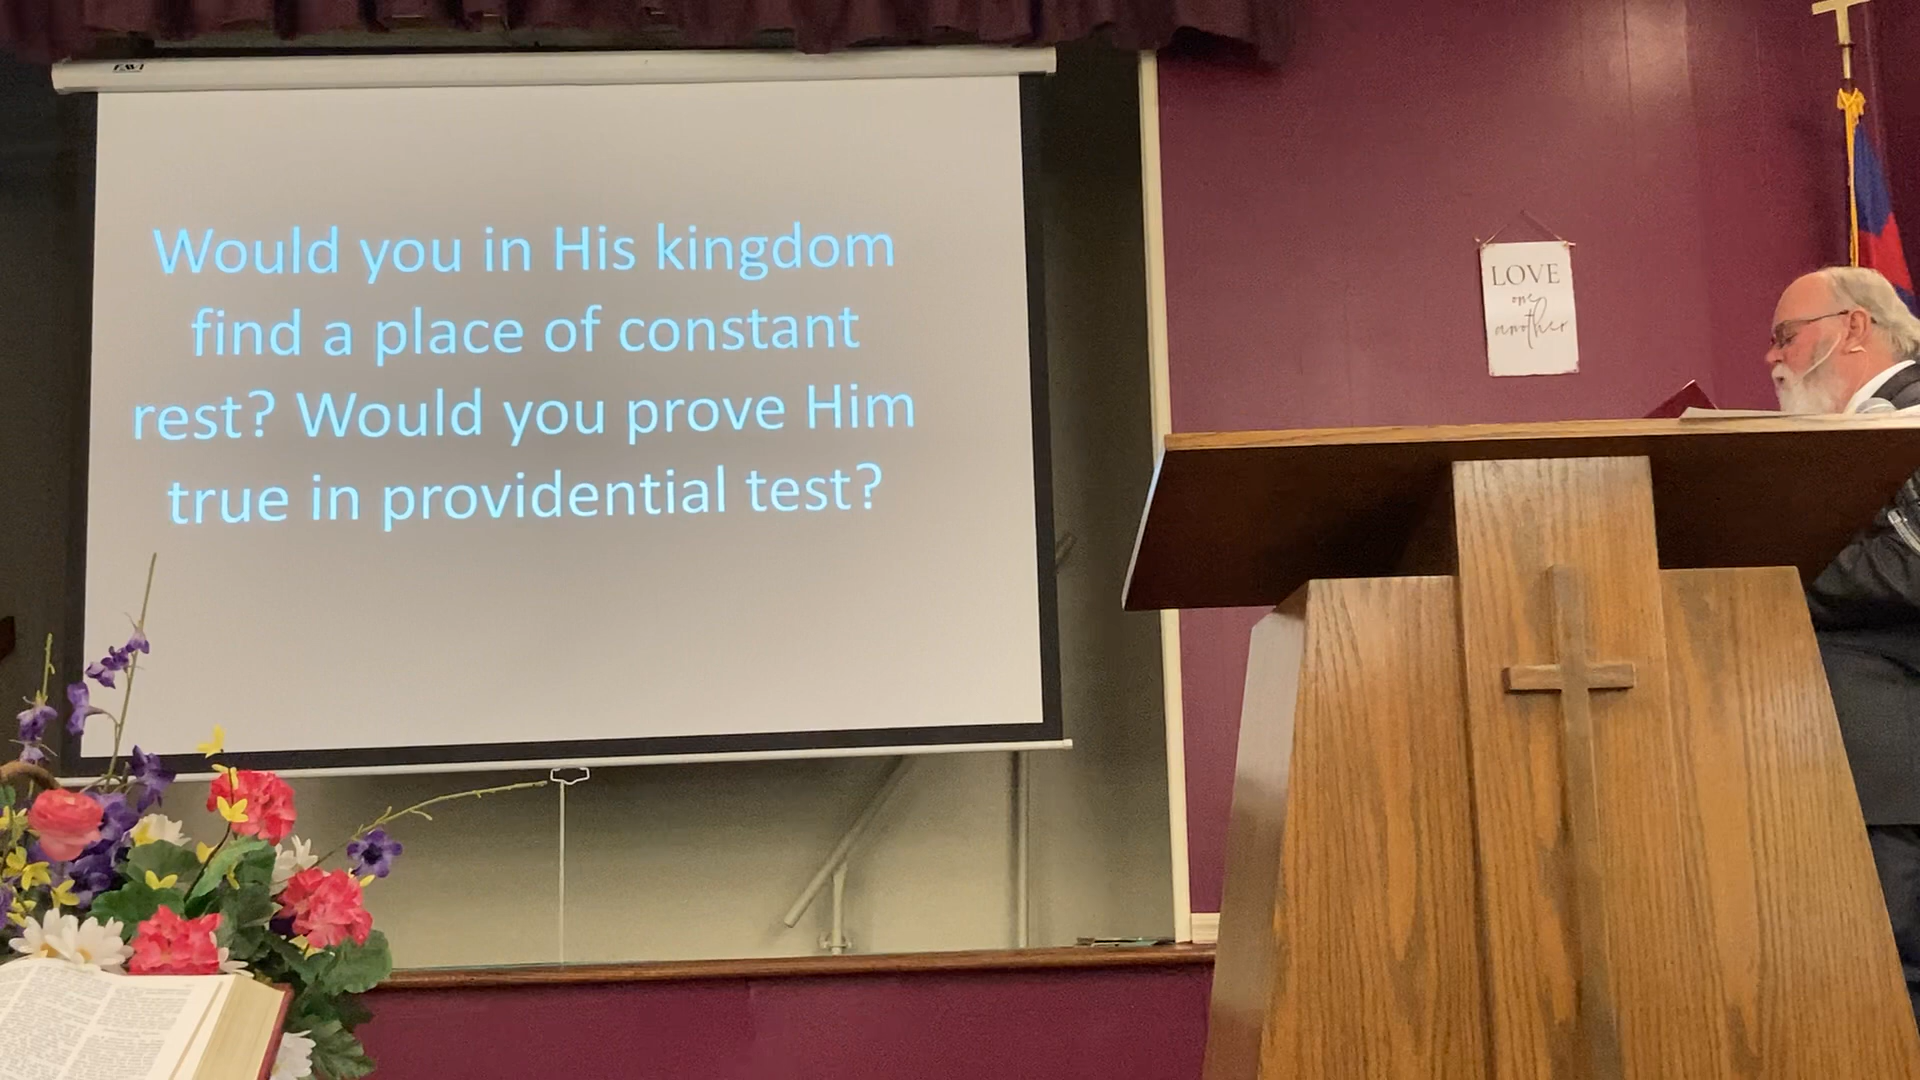 Would you in His kingdom
find a place of constant
rest? Would you prove Him
true in providential test?
LOVE
one
another